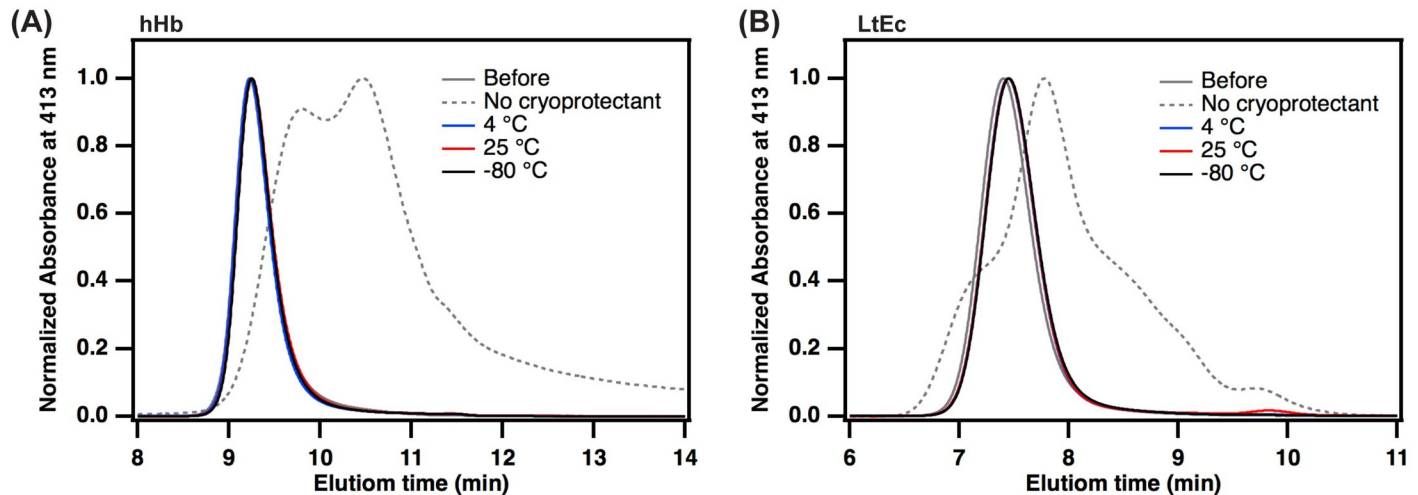 (A)
hHb
Normalized Absorbance at 413 nm
1.0
0.8
0.6
0.4
0.2
0.0
Before
No cryoprotectant
4 °C
25 °C
-80 °C
8 9 10 11 12 13 14
Elutiom time (min)
(B)
LtEc
Normalized Absorbance at 413 nm
1.0
0.8
0.6
0.4
0.2
0.0
Before
No cryoprotectant
4 °C
25 °C
-80 °C
6 7 8 9 10 11
Elutiom time (min)